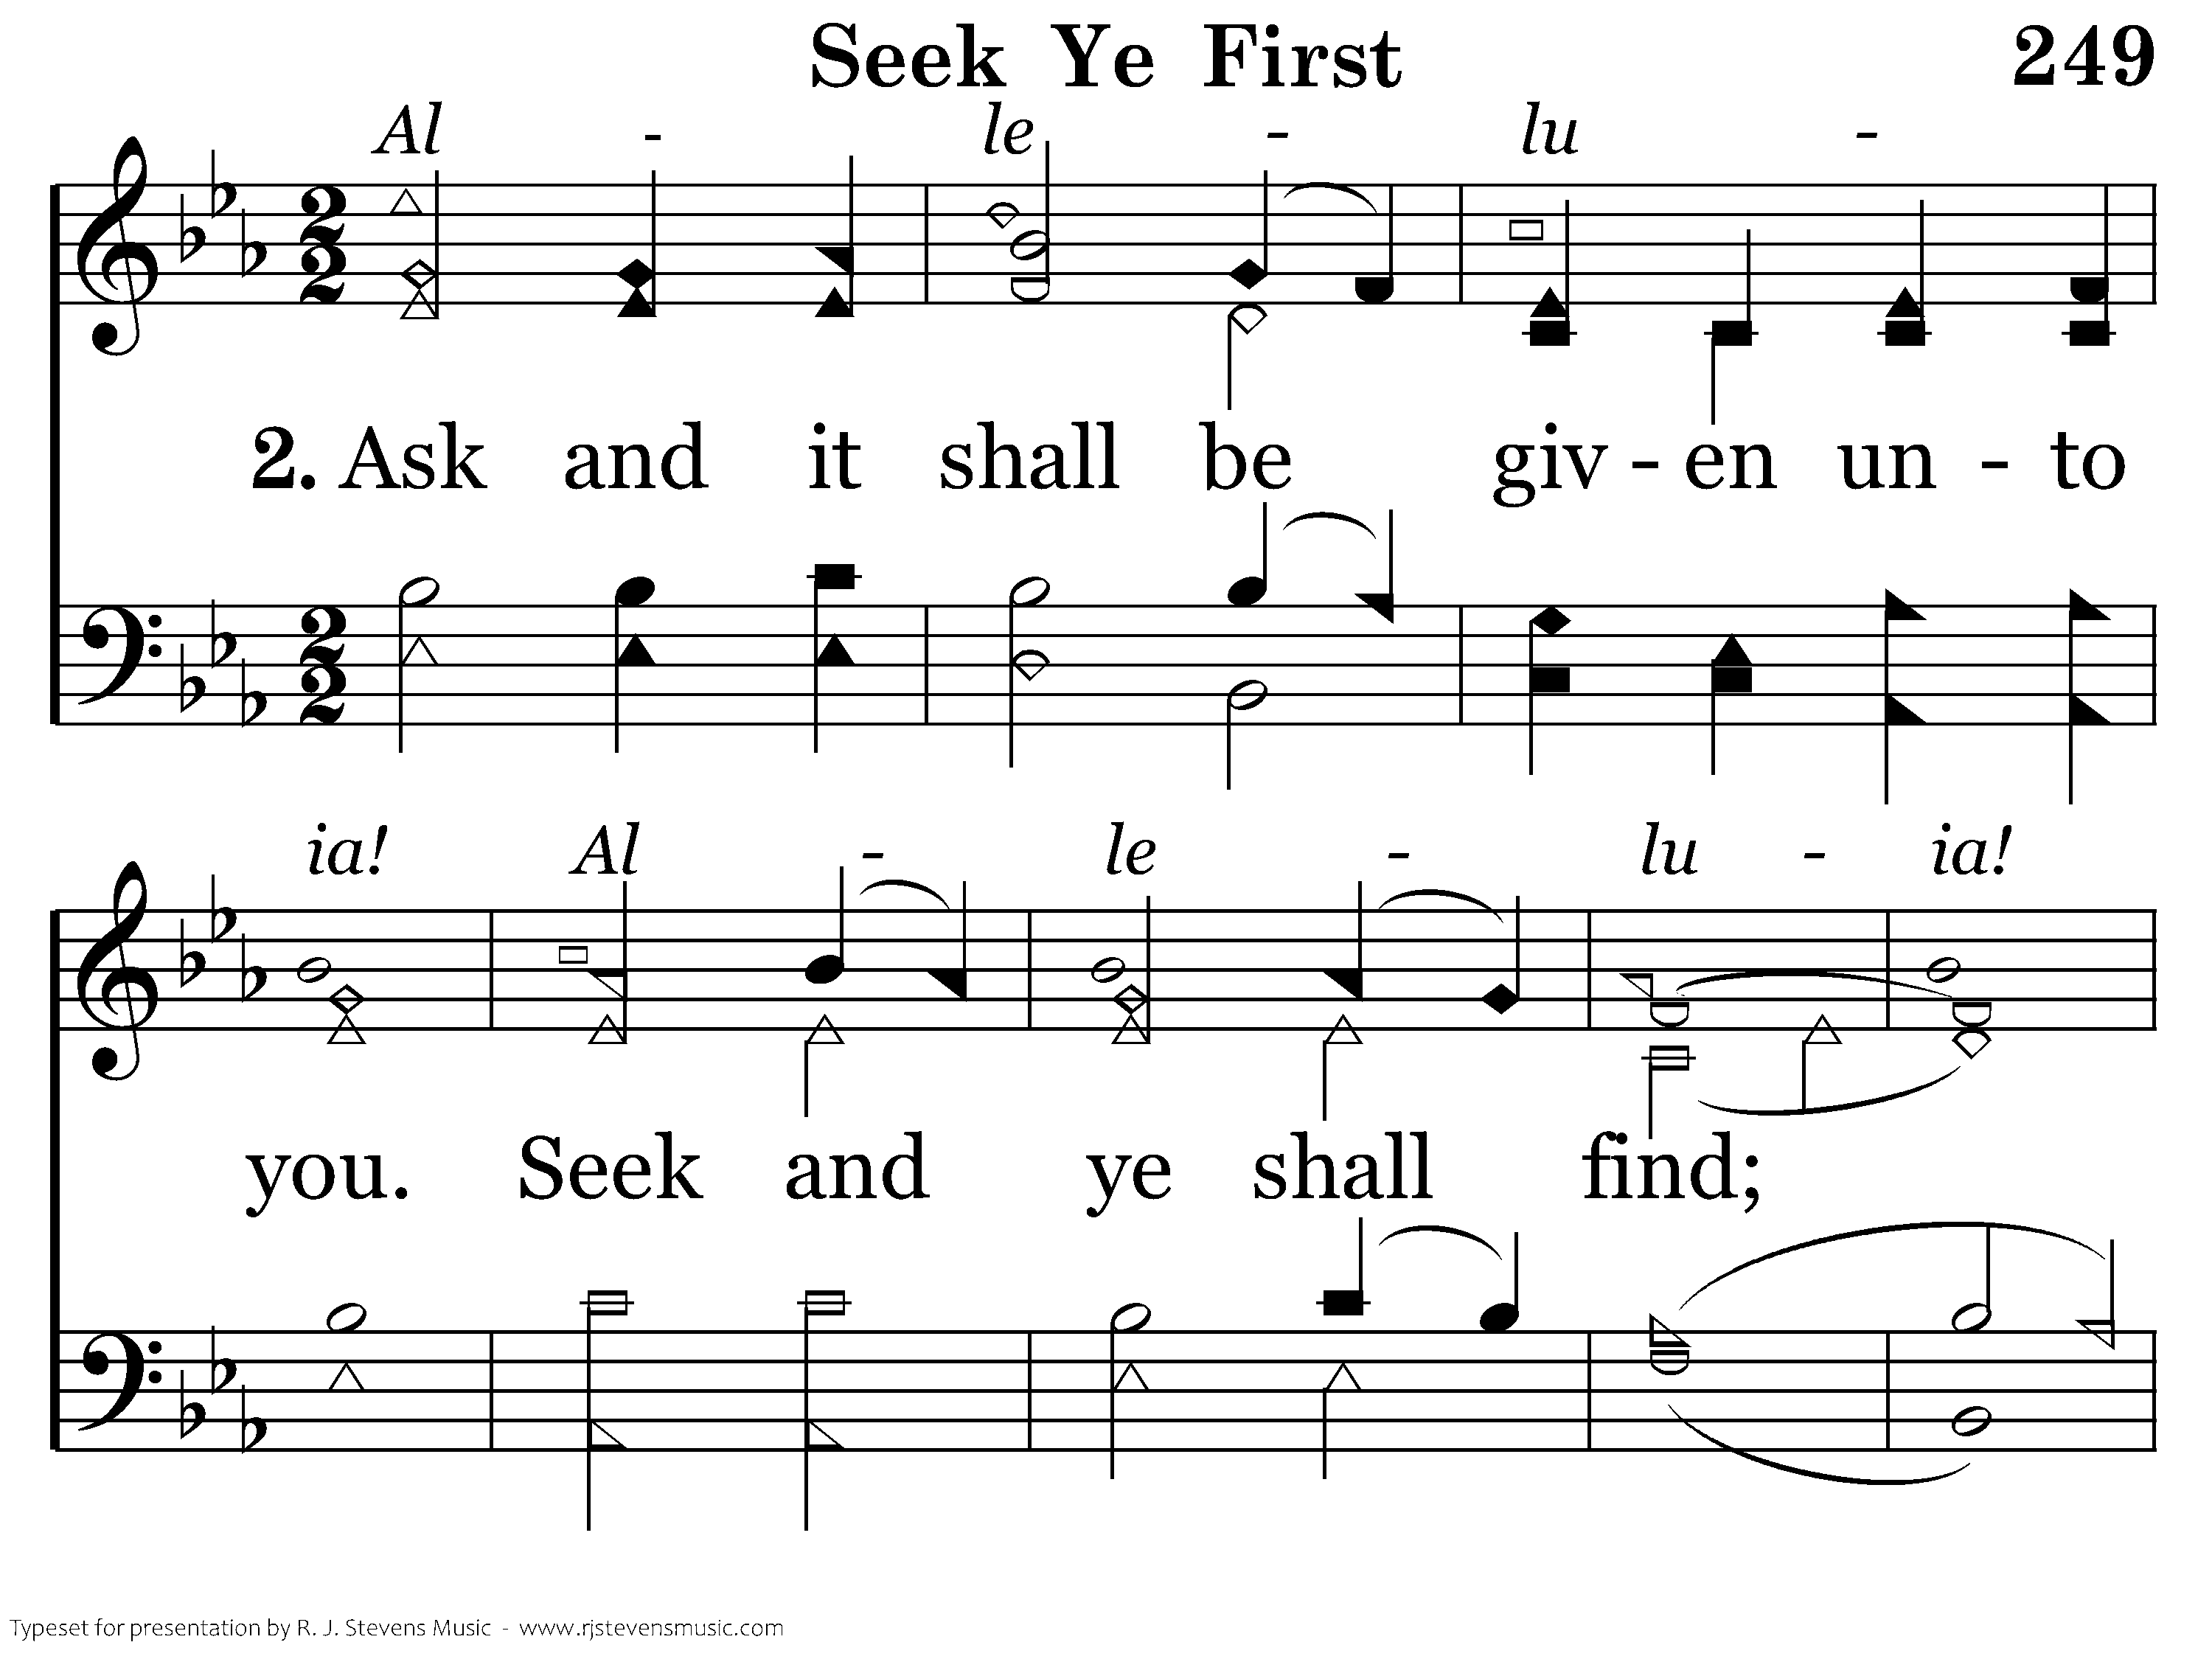 Seek Ye First 249
Al - le - lu -
2. Ask and it shall be giv - en un - to
ia! Al - le - lu - ia!
you. Seek and ye shall find;
Typeset for presentation by R. J. Stevens Music - www.rjstevensmusic.com